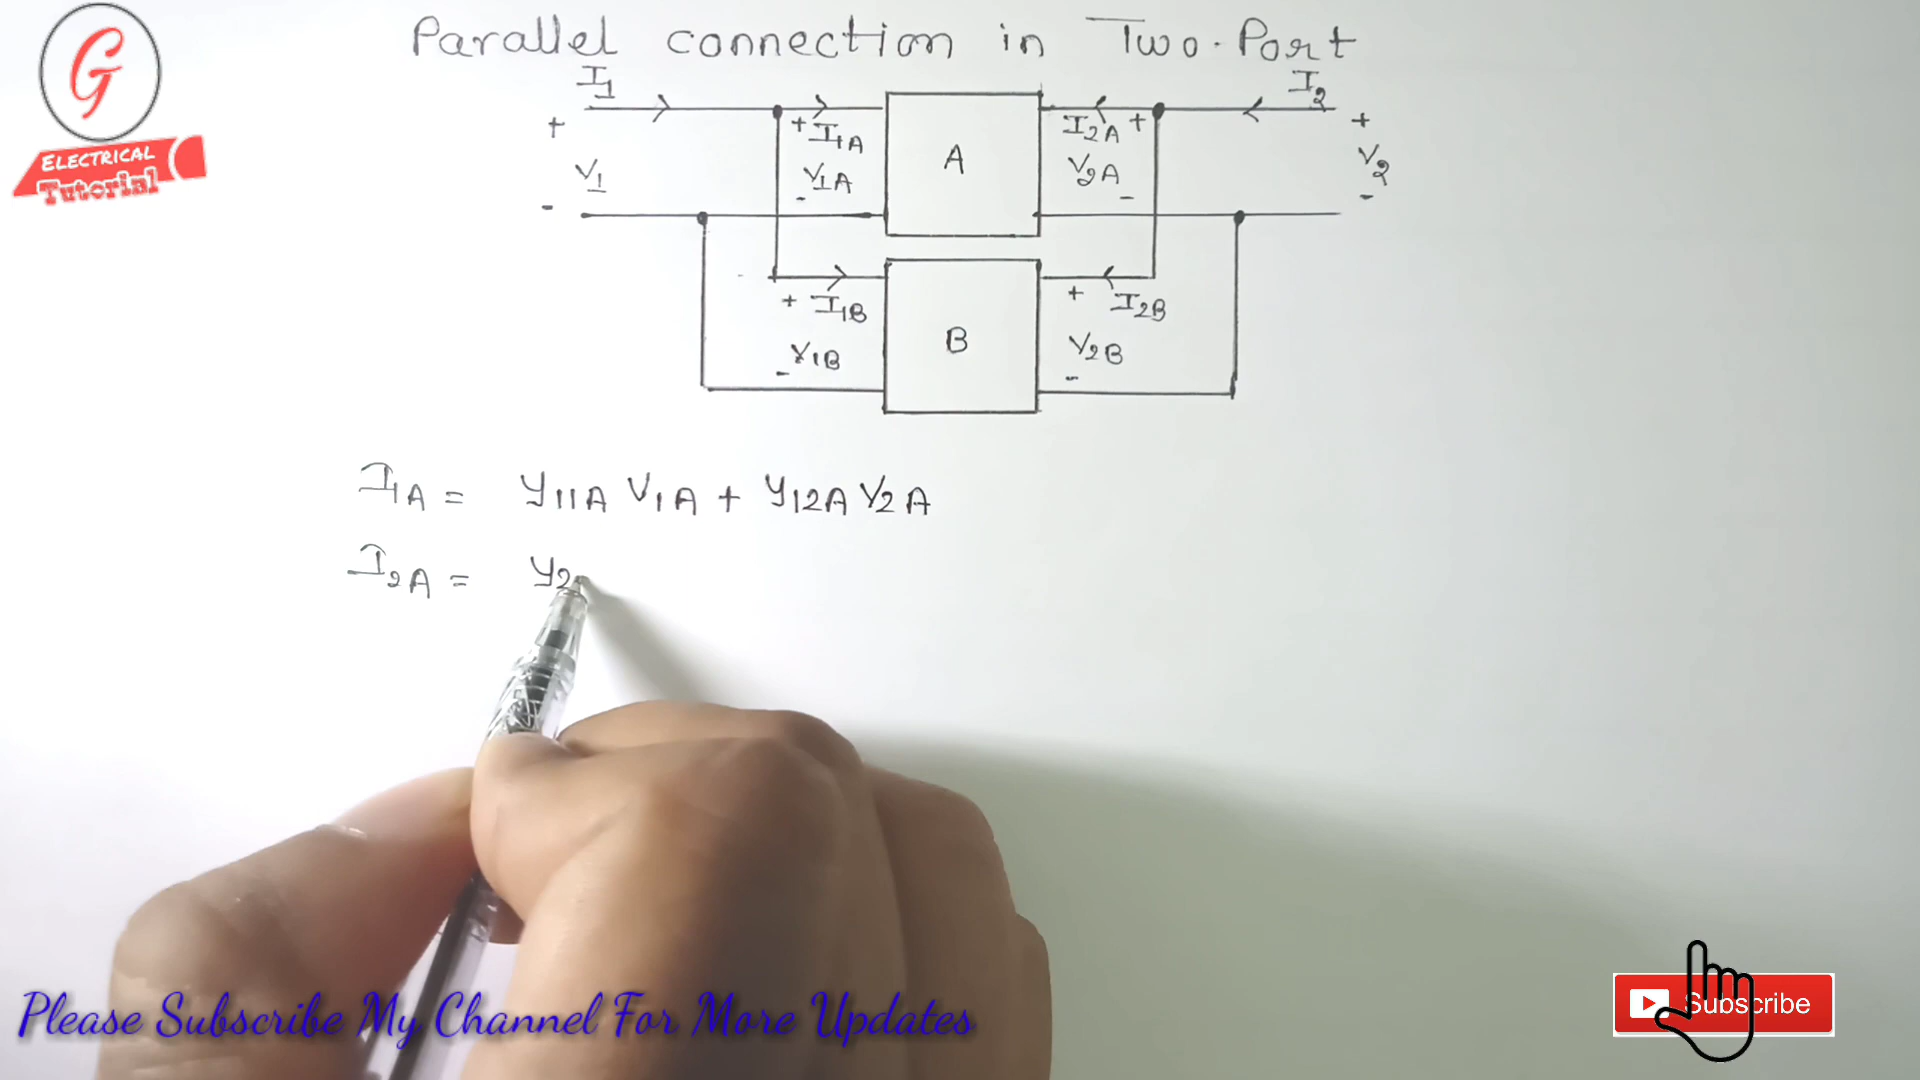 Parallel connection in Two-Port
G
ELECTRICAL
Tutorial
I1
I2
+
+ I1A
I2A +
+
V1
V1A
A
V2A
V2
-
-
-
-
+ I1B
+ I2B
V1B
B
V2B
-
-
I1A = Y11A V1A + Y12A V2A
I2A = Y2
Please Subscribe My Channel For More Updates
Subscribe